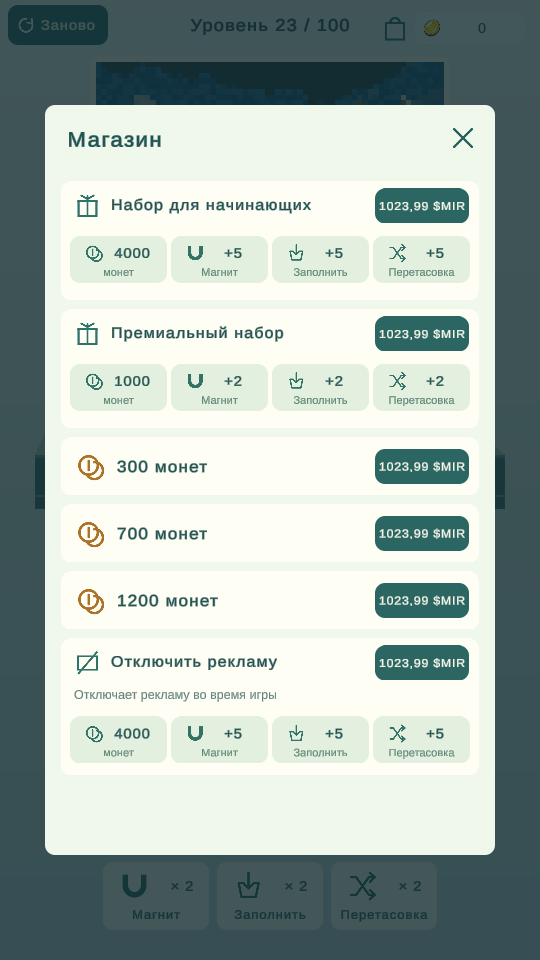 Заново
Уровень 23 / 100
0
Магазин
Набор для начинающих
1023,99 $MIR
4000
монет
+5
Магнит
+5
Заполнить
+5
Перетасовка
Премиальный набор
1023,99 $MIR
1000
монет
+2
Магнит
+2
Заполнить
+2
Перетасовка
300 монет
1023,99 $MIR
700 монет
1023,99 $MIR
1200 монет
1023,99 $MIR
Отключить рекламу
1023,99 $MIR
Отключает рекламу во время игры
4000
монет
+5
Магнит
+5
Заполнить
+5
Перетасовка
× 2
Магнит
× 2
Заполнить
× 2
Перетасовка